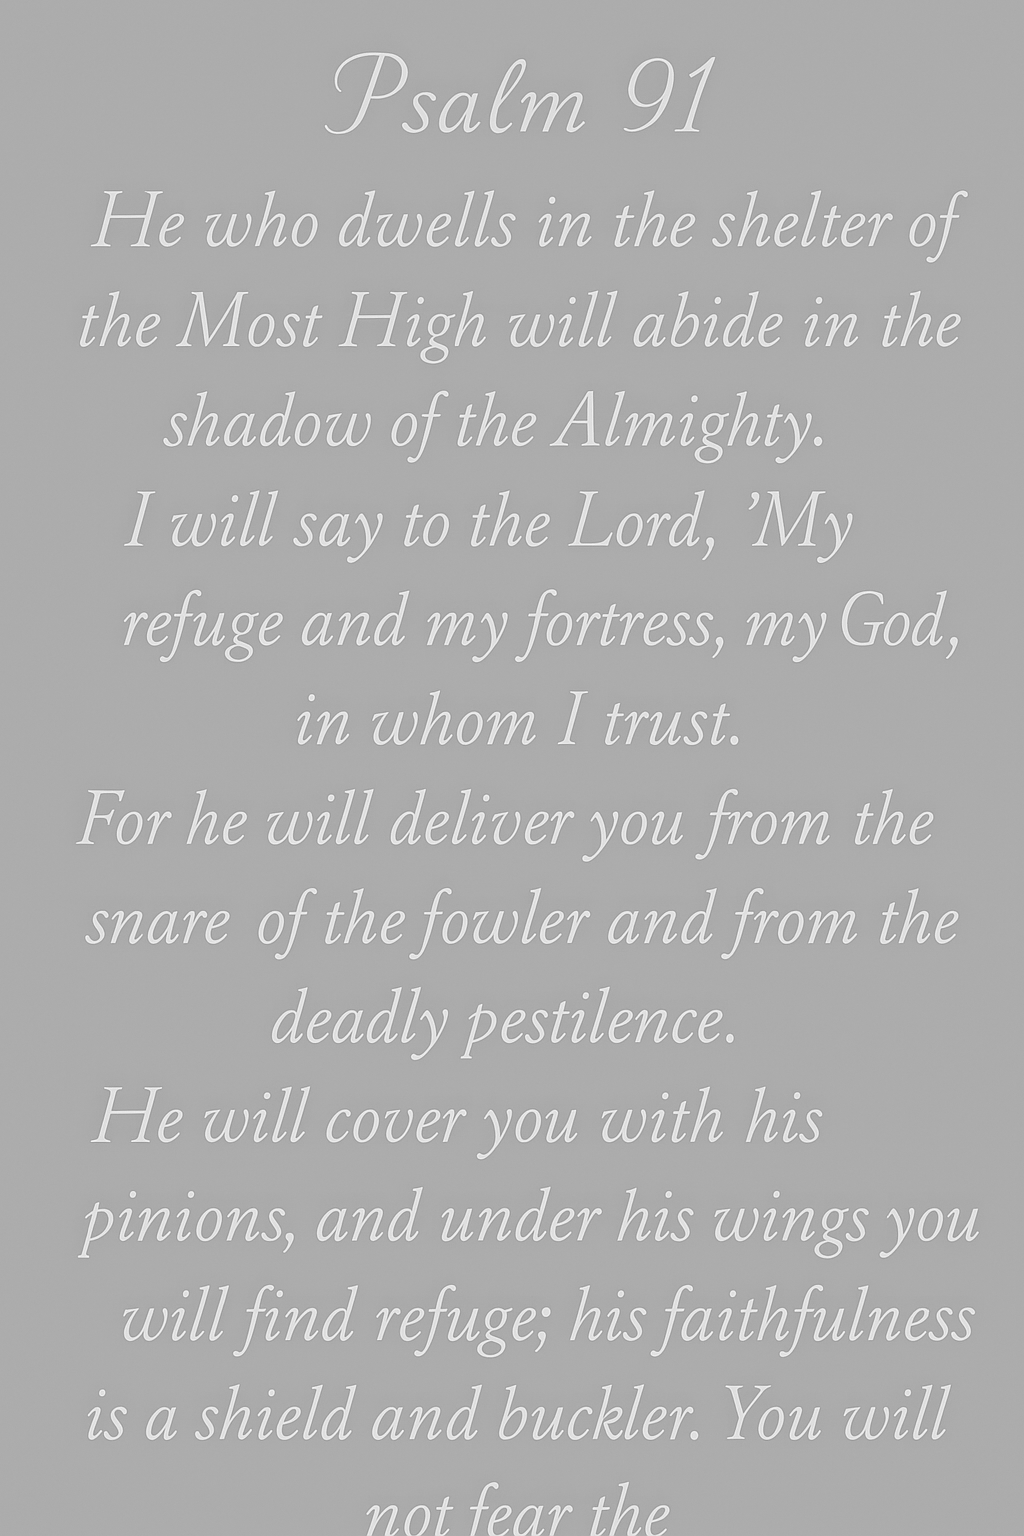 Psalm 91
He who dwells in the shelter of
the Most High will abide in the
shadow of the Almighty.
I will say to the Lord, ’My
refuge and my fortress, my God,
in whom I trust.
For he will deliver you from the
snare of the fowler and from the
deadly pestilence.
He will cover you with his
pinions, and under his wings you
will find refuge; his faithfulness
is a shield and buckler. You will
not fear the